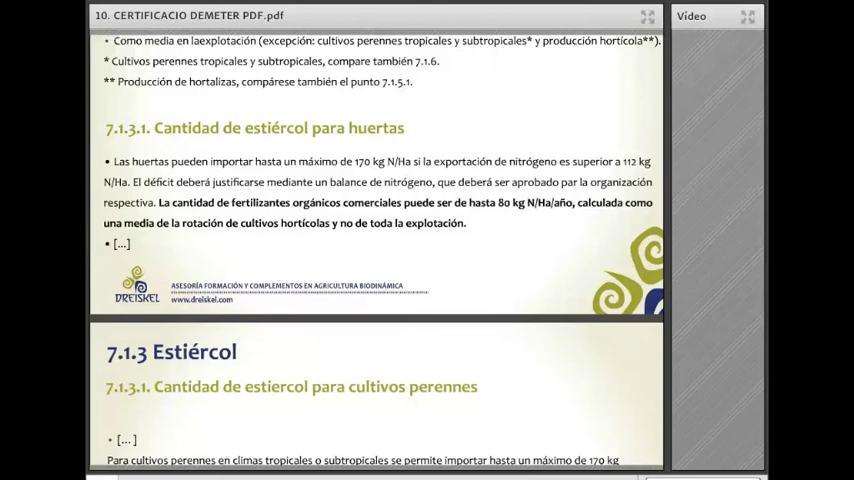 10. CERTIFICACIO DEMETER PDF.pdf
Vídeo
• Como media en laexplotación (excepción: cultivos perennes tropicales y subtropicales* y producción hortícola**).
* Cultivos perennes tropicales y subtropicales, compare también 7.1.6.
** Producción de hortalizas, compárese también el punto 7.1.5.1.
7.1.3.1. Cantidad de estiércol para huertas
• Las huertas pueden importar hasta un máximo de 170 kg N/Ha si la exportación de nitrógeno es superior a 112 kg
N/Ha. El déficit deberá justificarse mediante un balance de nitrógeno, que deberá ser aprobado par la organización
respectiva. La cantidad de fertilizantes orgánicos comerciales puede ser de hasta 80 kg N/Ha/año, calculada como
una media de la rotación de cultivos hortícolas y no de toda la explotación.
• [...]
DREISKEL
ASESORÍA FORMACIÓN Y COMPLEMENTOS EN AGRICULTURA BIODINÁMICA
www.dreiskel.com
7.1.3 Estiércol
7.1.3.1. Cantidad de estiercol para cultivos perennes
• [... ]
Para cultivos perennes en climas tropicales o subtropicales se permite importar hasta un máximo de 170 kg